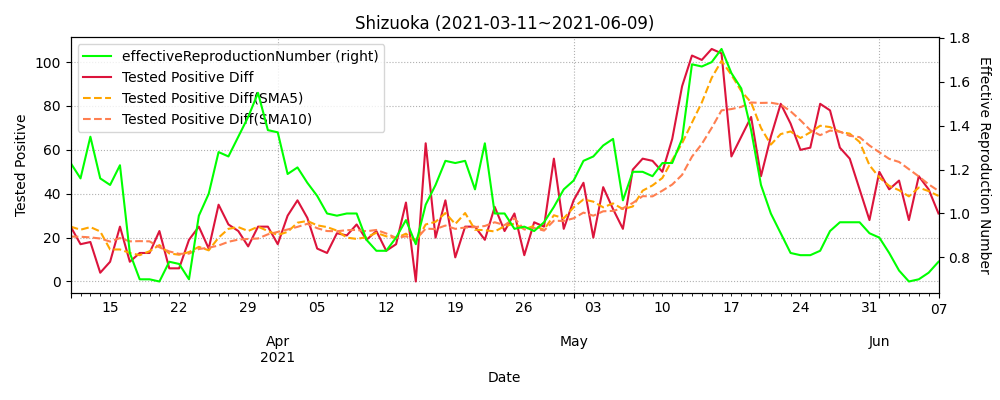 Shizuoka (2021-03-11~2021-06-09)
effectiveReproductionNumber (right)
Tested Positive Diff
Tested Positive Diff(SMA5)
Tested Positive Diff(SMA10)
Tested Positive
100
80
60
40
20
0
1.8
1.6
1.4
1.2
1.0
0.8
Effective Reproduction Number
15 22 29 05 12 19 26 03 10 17 24 31 07
Apr May Jun
2021
Date